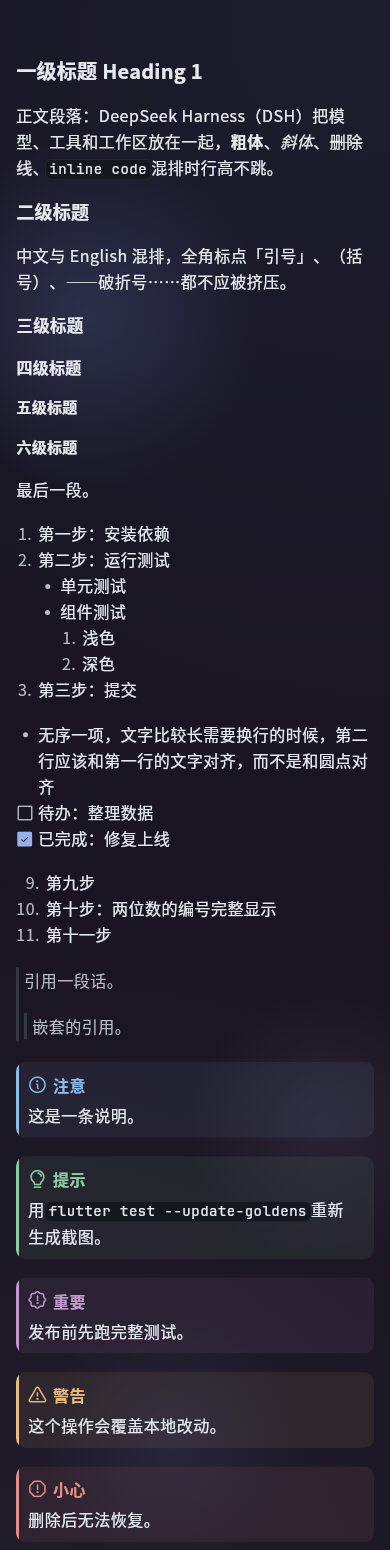 一级标题 Heading 1
正文段落：DeepSeek Harness（DSH）把模
型、工具和工作区放在一起，粗体、斜体、删除
线、inline code 混排时行高不跳。
二级标题
中文与 English 混排，全角标点「引号」、（括
号）、——破折号……都不应被挤压。
三级标题
四级标题
五级标题
六级标题
最后一段。
1. 第一步：安装依赖
2. 第二步：运行测试
• 单元测试
• 组件测试
1. 浅色
2. 深色
3. 第三步：提交
• 无序一项，文字比较长需要换行的时候，第二
行应该和第一行的文字对齐，而不是和圆点对
齐
待办：整理数据
已完成：修复上线
9. 第九步
10. 第十步：两位数的编号完整显示
11. 第十一步
引用一段话。
嵌套的引用。
注意
这是一条说明。
提示
用 flutter test --update-goldens 重新
生成截图。
重要
发布前先跑完整测试。
警告
这个操作会覆盖本地改动。
小心
删除后无法恢复。